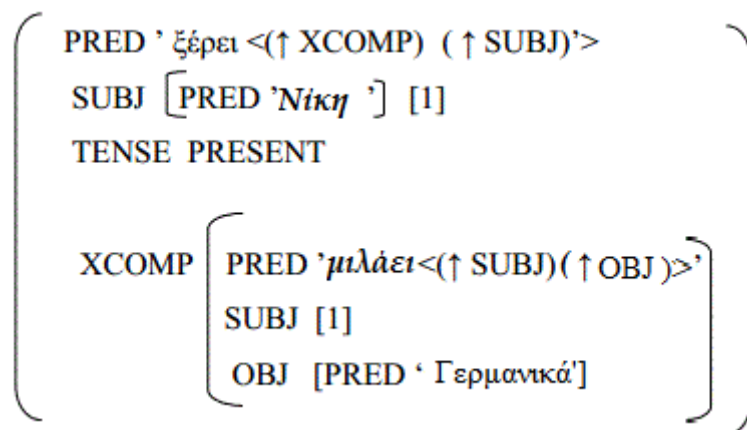 PRED ' ξέρει <(↑ XCOMP) (↑ SUBJ)'>
SUBJ [PRED 'Νίκη '] [1]
TENSE PRESENT
XCOMP [PRED 'μιλάει<(↑ SUBJ)(↑ OBJ)>'
SUBJ [1]
OBJ [PRED ‘ Γερμανικά']]